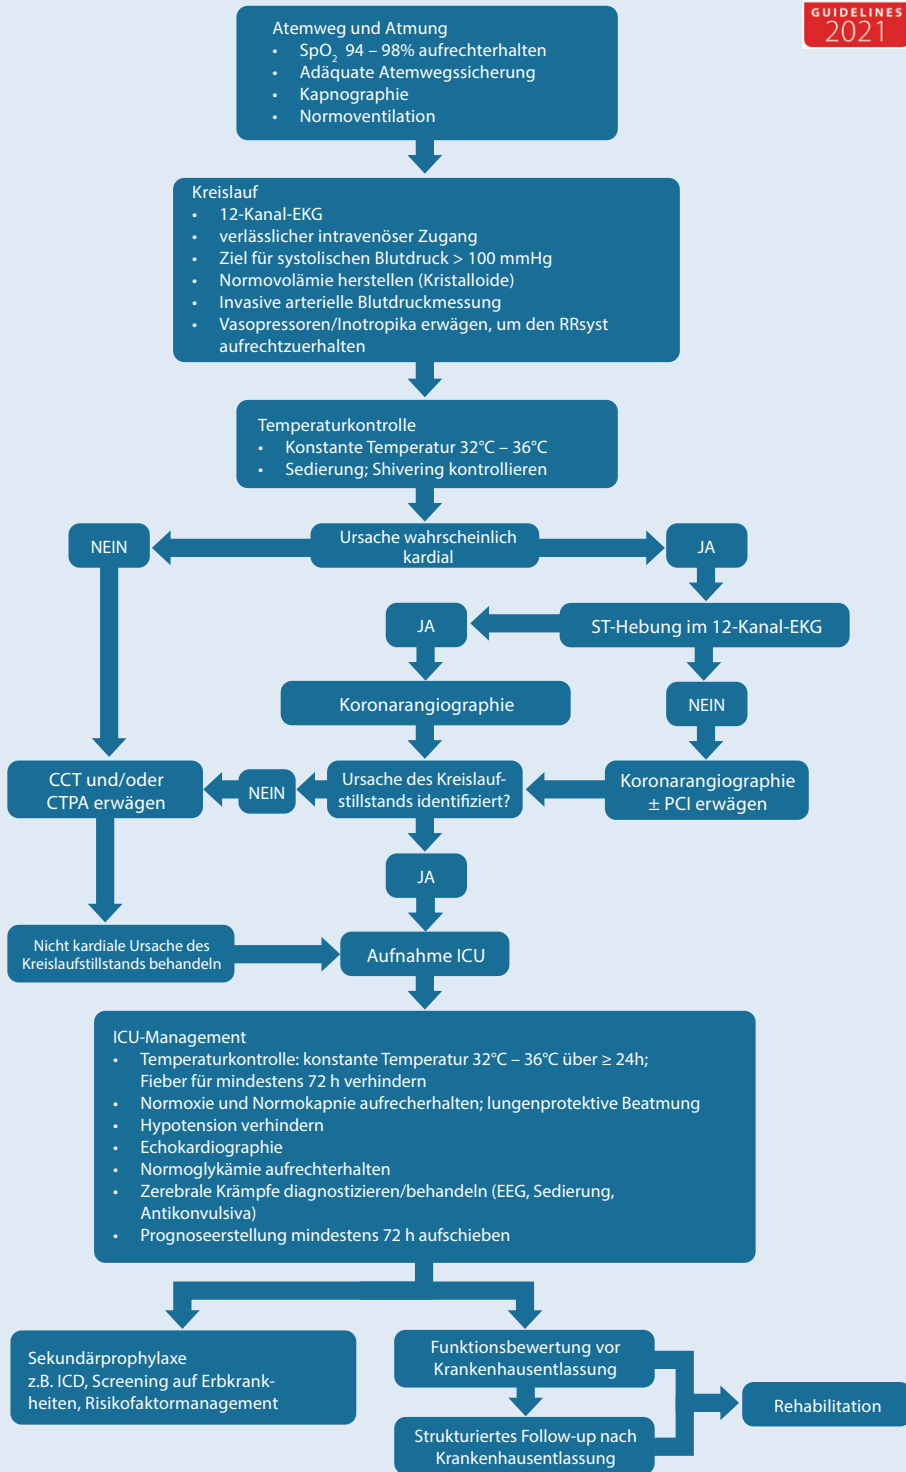 GUIDELINES
2021
Atemweg und Atmung
• SpO₂ 94 – 98% aufrechterhalten
• Adäquate Atemwegssicherung
• Kapnographie
• Normoventilation
Kreislauf
• 12-Kanal-EKG
• verlässlicher intravenöser Zugang
• Ziel für systolischen Blutdruck > 100 mmHg
• Normovolämie herstellen (Kristalloide)
• Invasive arterielle Blutdruckmessung
• Vasopressoren/Inotropika erwägen, um den RRsyst
aufrechtzuerhalten
Temperaturkontrolle
• Konstante Temperatur 32°C – 36°C
• Sedierung; Shivering kontrollieren
NEIN
Ursache wahrscheinlich
kardial
JA
JA
ST-Hebung im 12-Kanal-EKG
Koronarangiographie
NEIN
CCT und/oder
CTPA erwägen
NEIN
Ursache des Kreislauf-
stillstands identifiziert?
Koronarangiographie
± PCI erwägen
JA
Nicht kardiale Ursache des
Kreislaufstillstands behandeln
Aufnahme ICU
ICU-Management
• Temperaturkontrolle: konstante Temperatur 32°C – 36°C über ≥ 24h;
Fieber für mindestens 72 h verhindern
• Normoxie und Normokapnie aufrecherhalten; lungenprotektive Beatmung
• Hypotension verhindern
• Echokardiographie
• Normoglykämie aufrechterhalten
• Zerebrale Krämpfe diagnostizieren/behandeln (EEG, Sedierung,
Antikonvulsiva)
• Prognoseerstellung mindestens 72 h aufschieben
Sekundärprophylaxe
z.B. ICD, Screening auf Erbkrank-
heiten, Risikofaktormanagement
Funktionsbewertung vor
Krankenhausentlassung
Rehabilitation
Strukturiertes Follow-up nach
Krankenhausentlassung